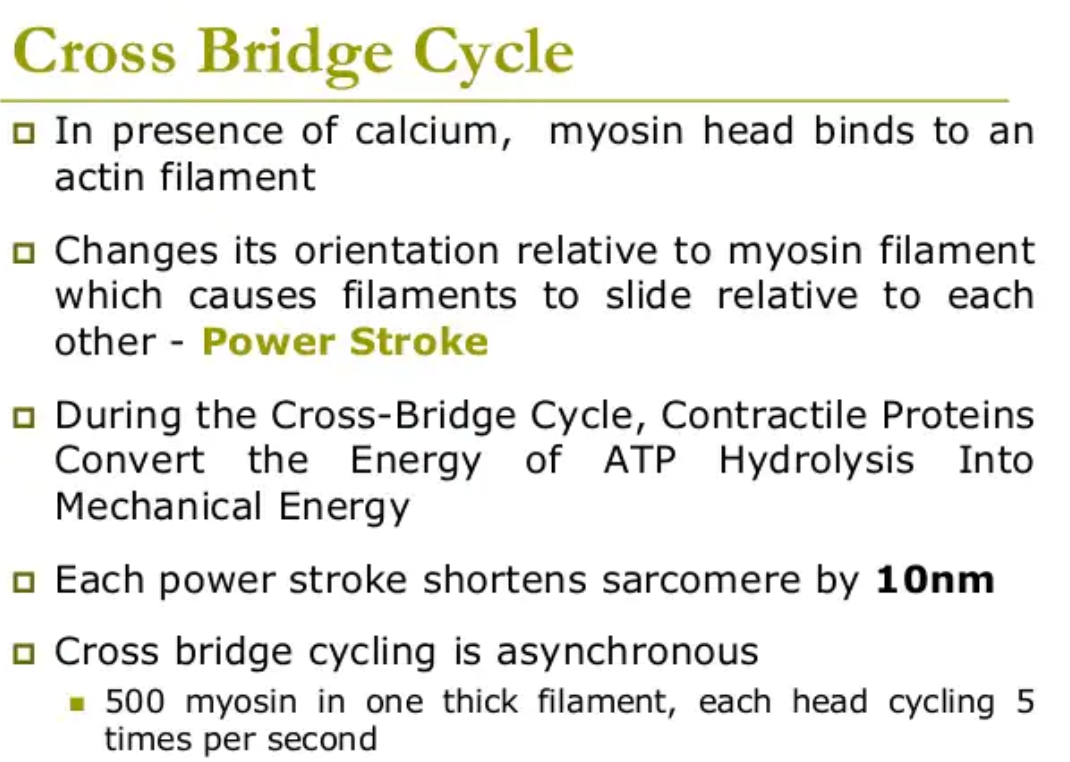 Cross Bridge Cycle
In presence of calcium, myosin head binds to an
actin filament
Changes its orientation relative to myosin filament
which causes filaments to slide relative to each
other - Power Stroke
During the Cross-Bridge Cycle, Contractile Proteins
Convert the Energy of ATP Hydrolysis Into
Mechanical Energy
Each power stroke shortens sarcomere by 10nm
Cross bridge cycling is asynchronous
500 myosin in one thick filament, each head cycling 5
times per second